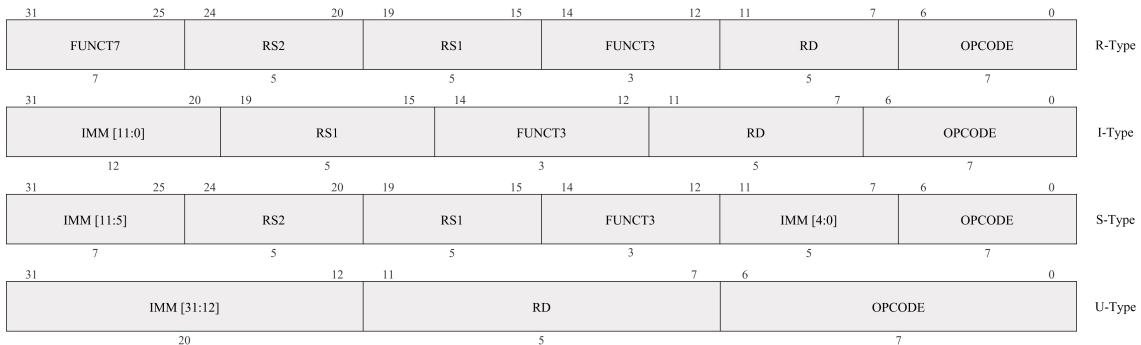 31 25 24 20 19 15 14 12 11 7 6 0
FUNCT7 RS2 RS1 FUNCT3 RD OPCODE R-Type
7 5 5 3 5 7
31 20 19 15 14 12 11 7 6 0
IMM [11:0] RS1 FUNCT3 RD OPCODE I-Type
12 5 3 5 7
31 25 24 20 19 15 14 12 11 7 6 0
IMM [11:5] RS2 RS1 FUNCT3 IMM [4:0] OPCODE S-Type
7 5 5 3 5 7
31 12 11 7 6 0
IMM [31:12] RD OPCODE U-Type
20 5 7